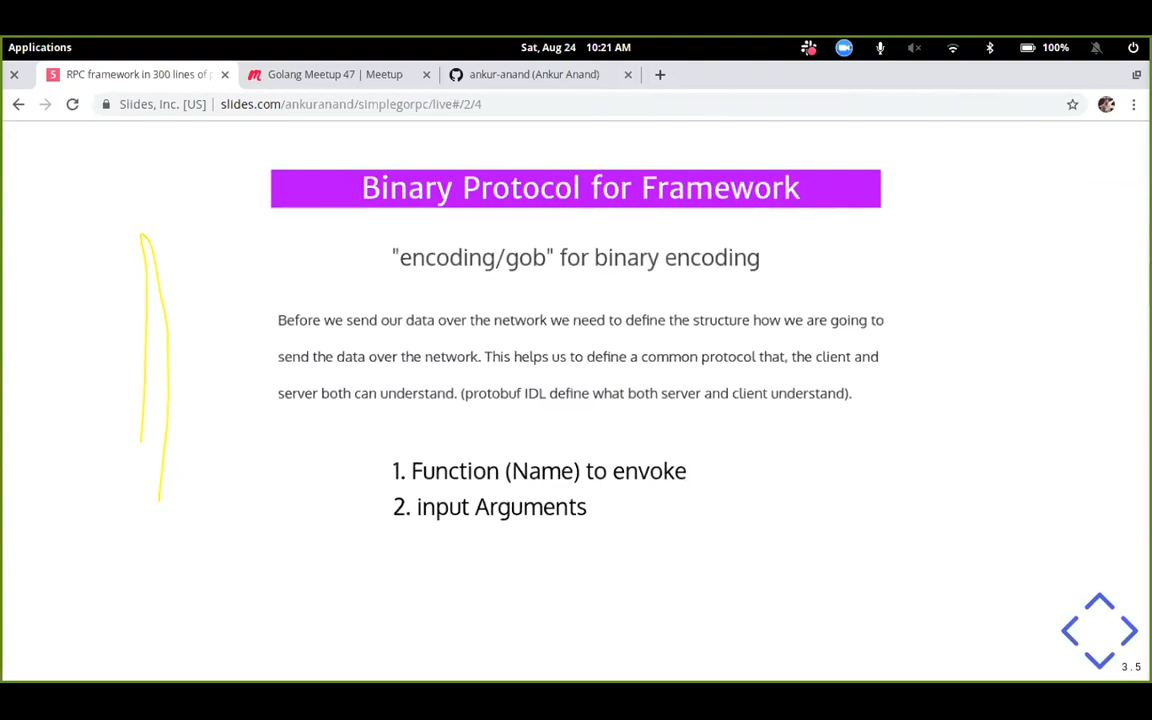 Applications
Sat, Aug 24 10:21 AM
100%
RPC framework in 300 lines of
Golang Meetup 47 | Meetup
ankur-anand (Ankur Anand)
Slides, Inc. [US] | slides.com/ankuranand/simplegorpc/live#/2/4
Binary Protocol for Framework
"encoding/gob" for binary encoding
Before we send our data over the network we need to define the structure how we are going to
send the data over the network. This helps us to define a common protocol that, the client and
server both can understand. (protobuf IDL define what both server and client understand).
1. Function (Name) to envoke
2. input Arguments
3.5